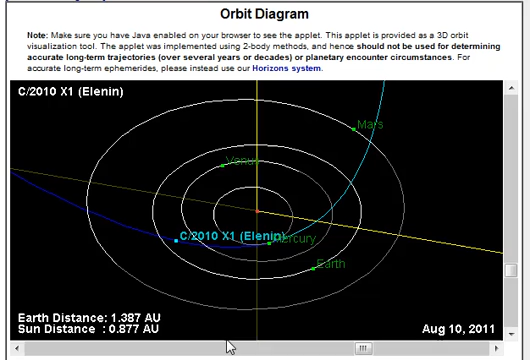 Orbit Diagram
Note: Make sure you have Java enabled on your browser to see the applet. This applet is provided as a 3D orbit
visualization tool. The applet was implemented using 2-body methods, and hence should not be used for determining
accurate long-term trajectories (over several years or decades) or planetary encounter circumstances. For
accurate long-term ephemerides, please instead use our Horizons system.
C/2010 X1 (Elenin)
Mars
Venus
C/2010 X1 (Elenin)
Mercury
Earth
Earth Distance: 1.387 AU
Sun Distance : 0.877 AU
Aug 10, 2011